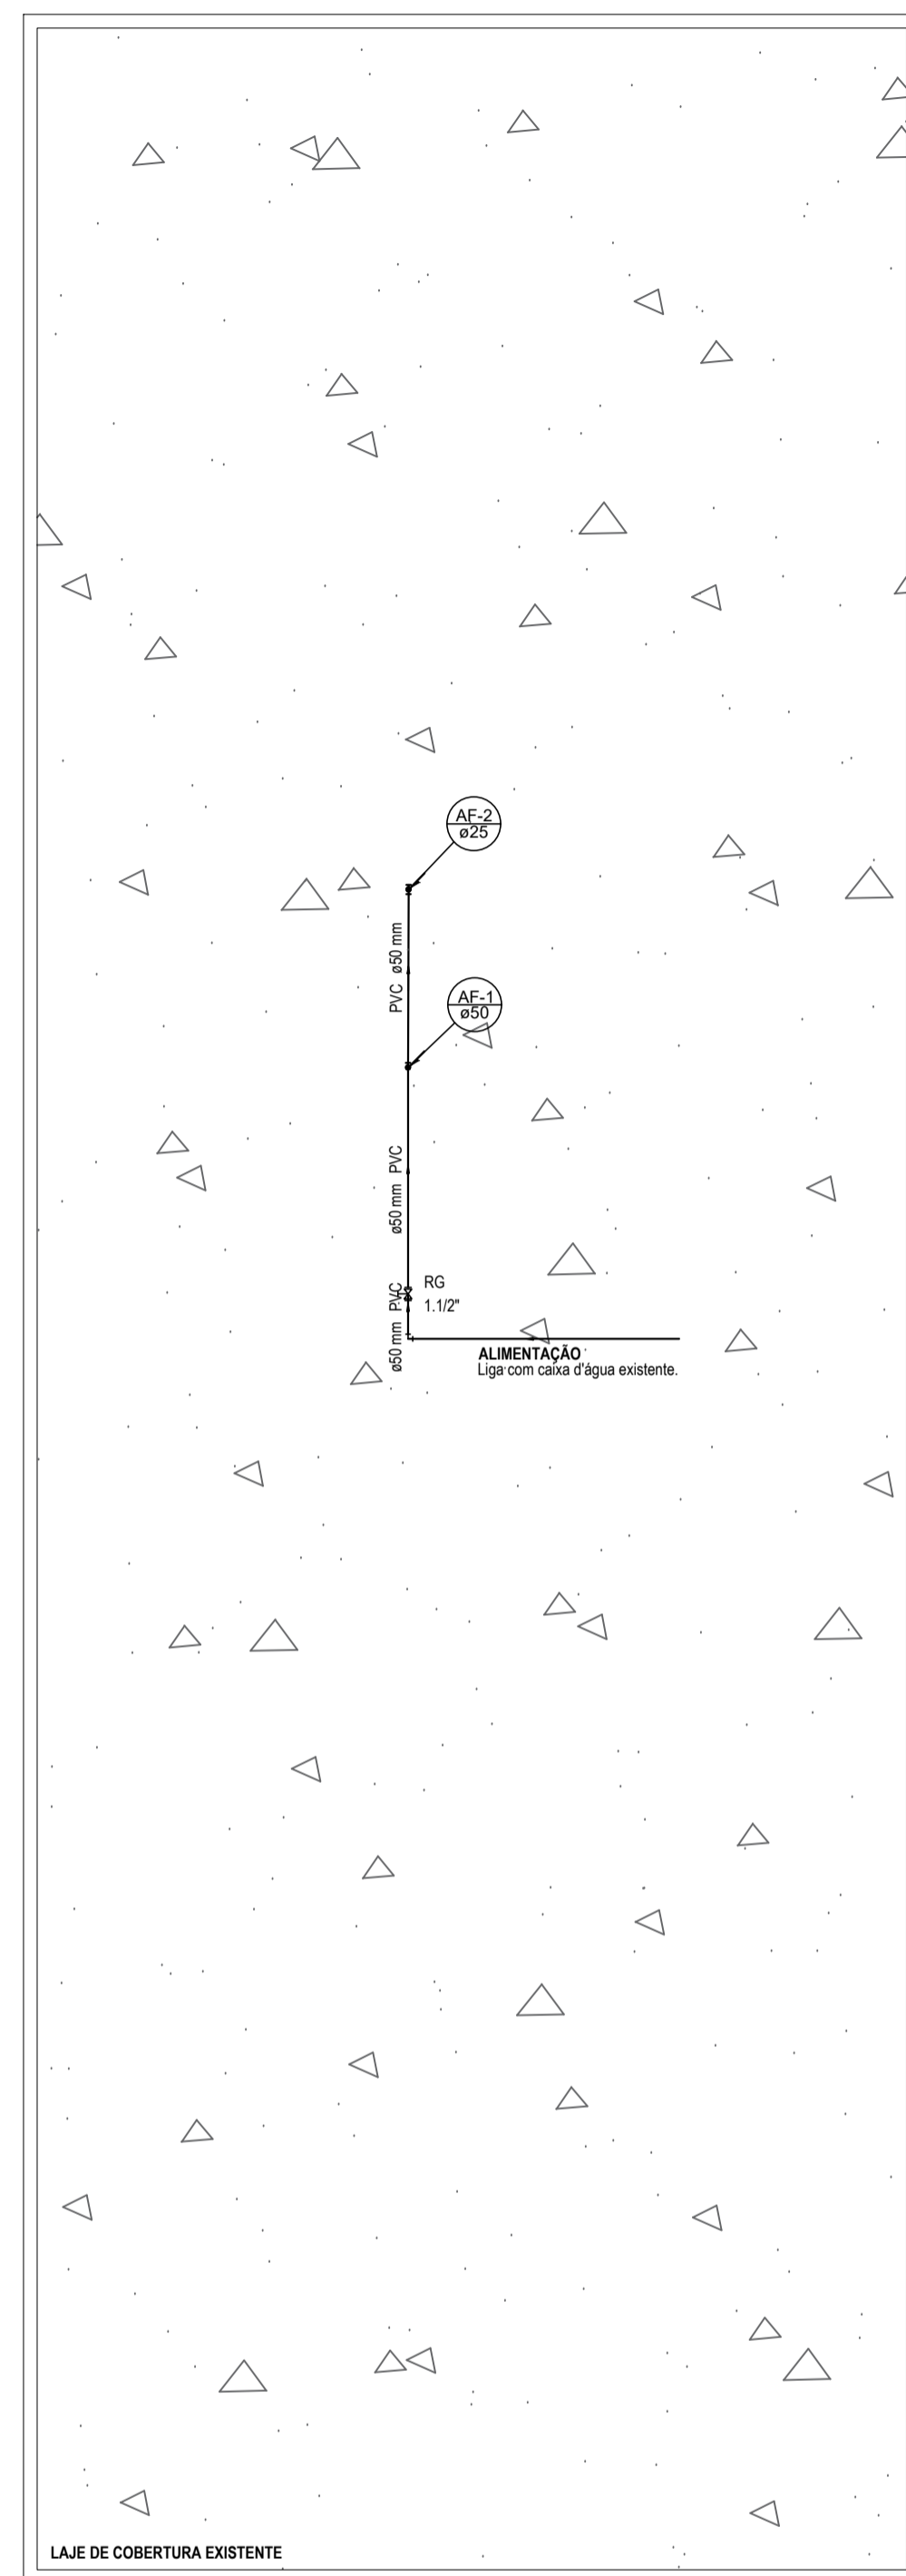 AF-2
ø25
PVC ø50 mm
AF-1
ø50
ø50 mm PVC
ø50 mm PVC
RG
1.1/2"
ALIMENTAÇÃO
Liga com caixa d'água existente.
LAJE DE COBERTURA EXISTENTE